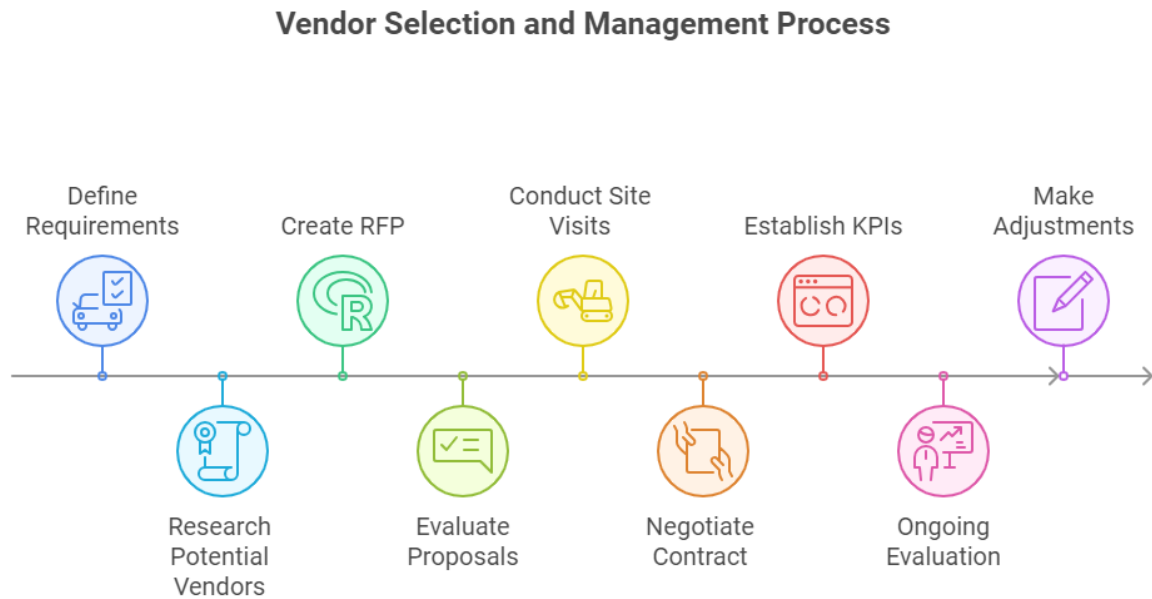 Vendor Selection and Management Process
Define
Requirements
Research
Potential
Vendors
Create RFP
R
Evaluate
Proposals
Conduct Site
Visits
Negotiate
Contract
Establish KPIs
Ongoing
Evaluation
Make
Adjustments